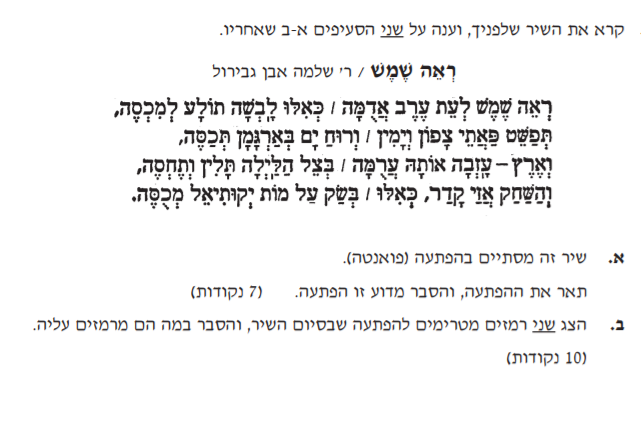 קרא את השיר שלפניך, וענה על שני הסעיפים א-ב שאחריו.
רְאֵה שֶׁמֶשׁ / ר' שלמה אבן גבירול
רְאֵה שֶׁמֶשׁ לְעֵת עֶרֶב אֲדֻמָּה / כְּאִלּוּ לָבְשָׁה תוֹלָע לְמִכְסֶה,
תְּפַשֵּׁט פַּאֲתֵי צָפוֹן וְיָמִין / וְרוּחַ יָם בְּאַרְגָּמָן תְּכַסֶּה,
וְאֶרֶץ – עָזְבָה אוֹתָהּ עֲרֻמָּה / בְּצֵל הַלַּיְלָה תָּלִין וְתֶחְסֶה,
וְהַשַּׁחַק אֲזַי קָדַר, כְּאִלּוּ / בְּשַׂק עַל מוֹת יְקוּתִיאֵל מְכֻסֶּה.
א. שיר זה מסתיים בהפתעה (פואנטה).
תאר את ההפתעה, והסבר מדוע זו הפתעה. (7 נקודות)
ב. הצג שני רמזים מטרימים להפתעה שבסיום השיר, והסבר במה הם מרמזים עליה.
(10 נקודות)